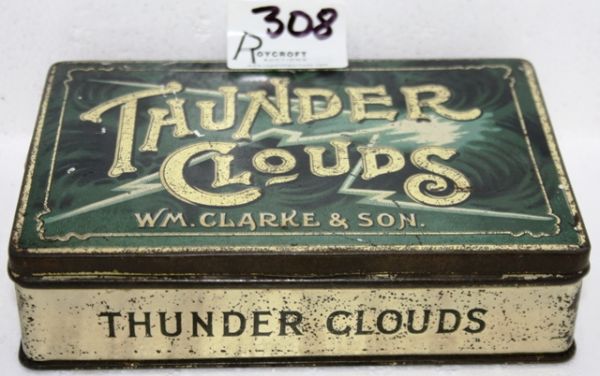 308
ROYCROFT
THUNDER
CLOUDS
WM. CLARKE & SON.
THUNDER CLOUDS